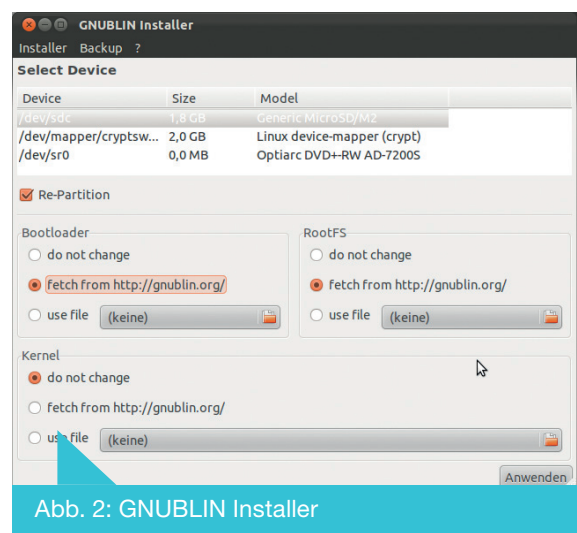 GNUBLIN Installer
Installer Backup ?
Select Device
Device Size Model
/dev/sdc 1,8 GB Generic MicroSD/M2
/dev/mapper/cryptsw... 2,0 GB Linux device-mapper (crypt)
/dev/sr0 0,0 MB Optiarc DVD+-RW AD-7200S
Re-Partition
Bootloader
do not change
fetch from http://gnublin.org/
use file (keine)
RootFS
do not change
fetch from http://gnublin.org/
use file (keine)
Kernel
do not change
fetch from http://gnublin.org/
use file (keine)
Anwenden
Abb. 2: GNUBLIN Installer